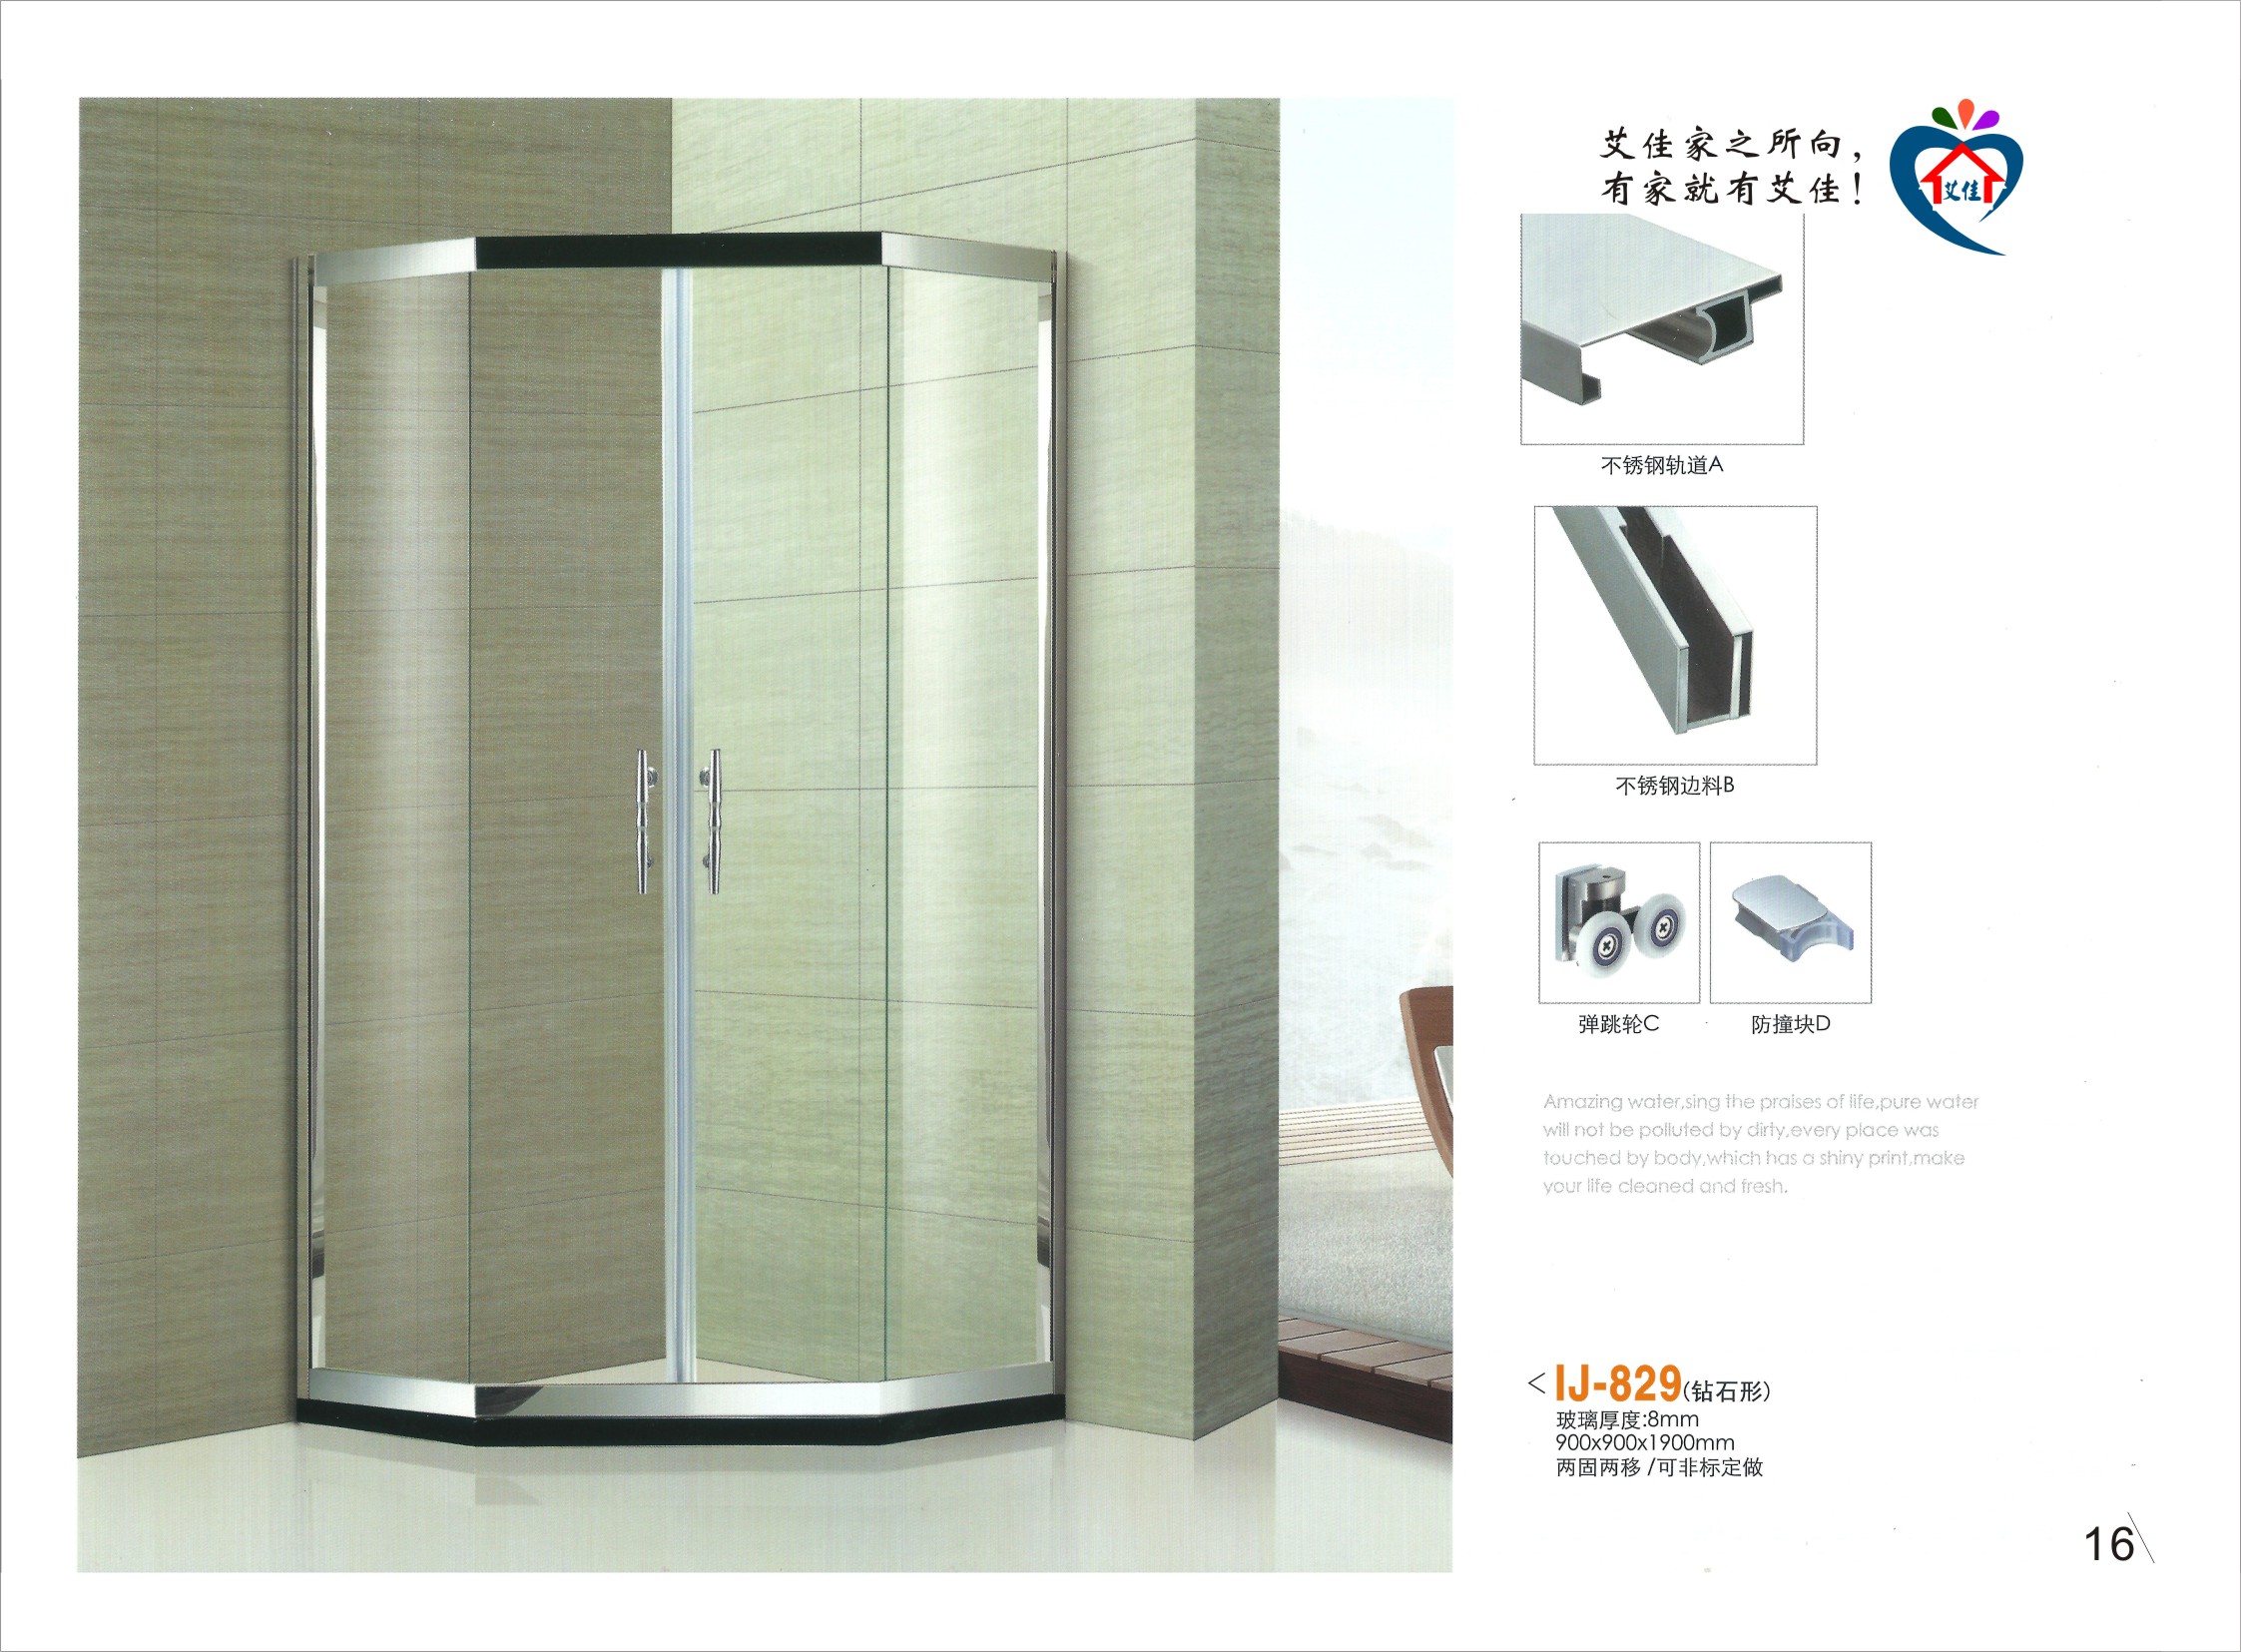 艾佳家之所向，
有家就有艾佳！
艾佳
不锈钢轨道A
不锈钢边料B
弹跳轮C
防撞块D
Amazing water,sing the praises of life,pure water
will not be polluted by dirty,every place was
touched by body,which has a shiny print,make
your life cleaned and fresh.
<IJ-829(钻石形)
玻璃厚度:8mm
900x900x1900mm
两固两移 /可非标定做
16